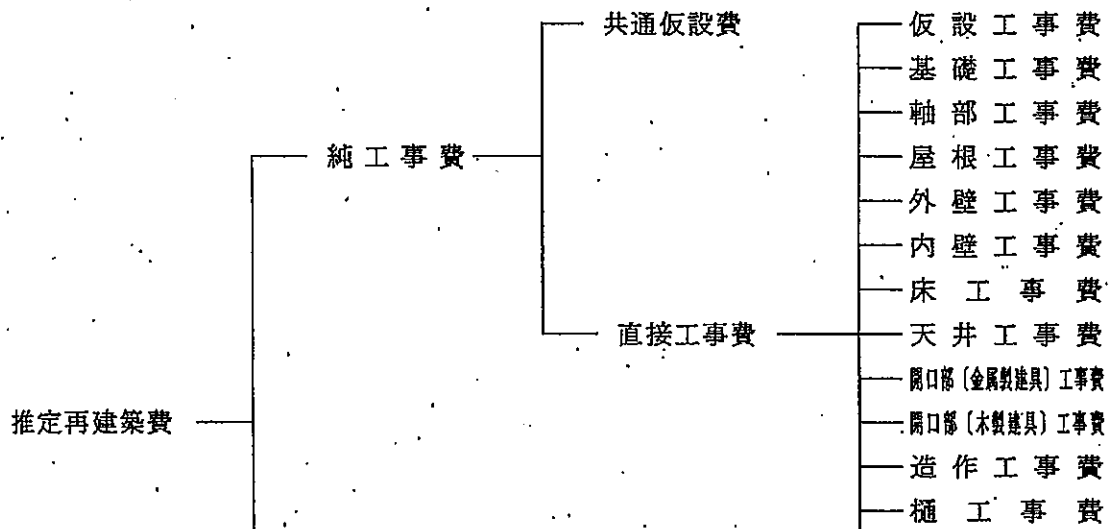 共通仮設費
仮設工事費
基礎工事費
軸部工事費
純工事費
屋根工事費
外壁工事費
内壁工事費
床工事費
直接工事費
天井工事費
開口部〔金属製建具〕工事費
推定再建築費
開口部〔木製建具〕工事費
造作工事費
樋工事費